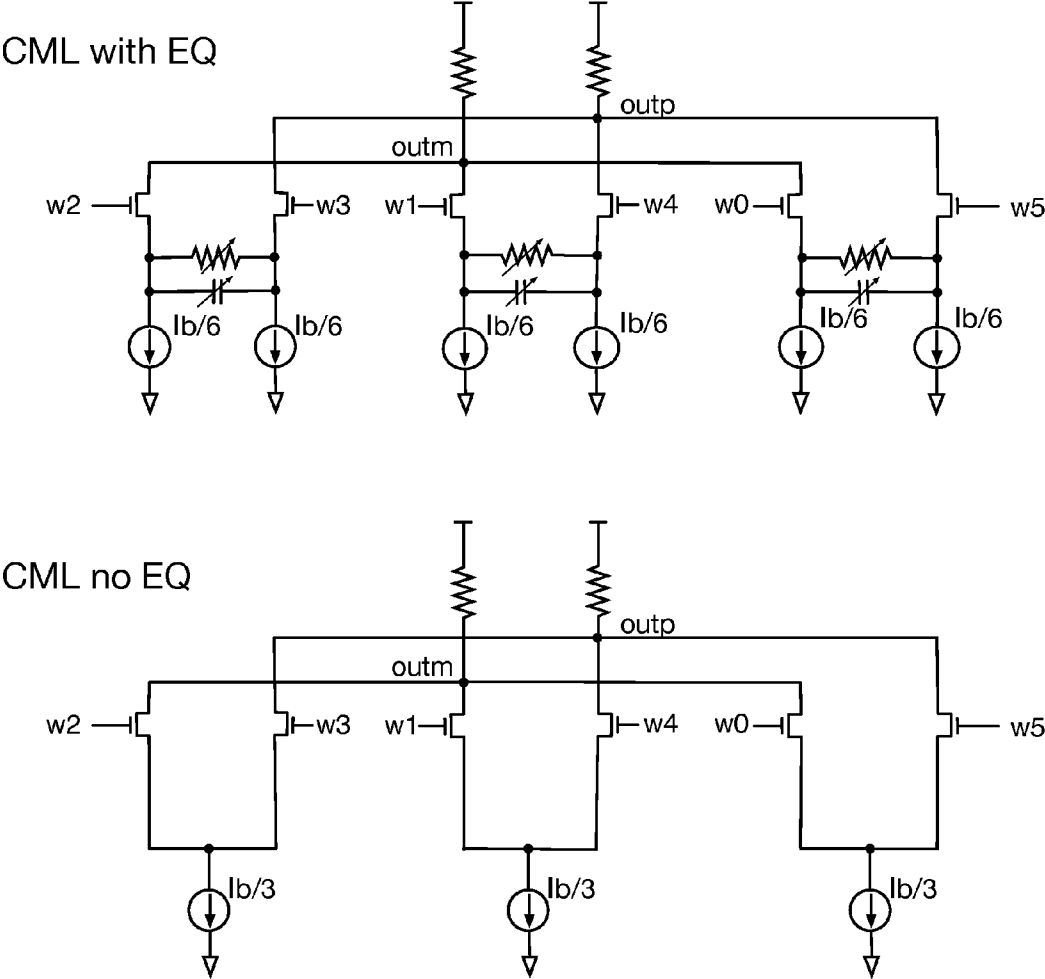 CML with EQ
outp
outm
w2 w3 w1 w4 w0 w5
Ib/6 Ib/6 Ib/6 Ib/6 Ib/6 Ib/6
CML no EQ
outp
outm
w2 w3 w1 w4 w0 w5
Ib/3 Ib/3 Ib/3